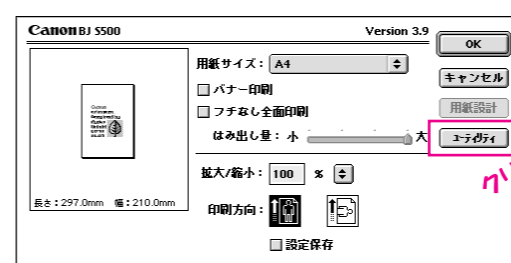 Canon BJ S500
Version 3.9
OK
用紙サイズ：A4
キャンセル
バナー印刷
用紙設計
フチなし全面印刷
はみ出し量：小 大
ユーティリティ
拡大/縮小：100 %
長さ：297.0mm 幅：210.0mm
印刷方向：
設定保存